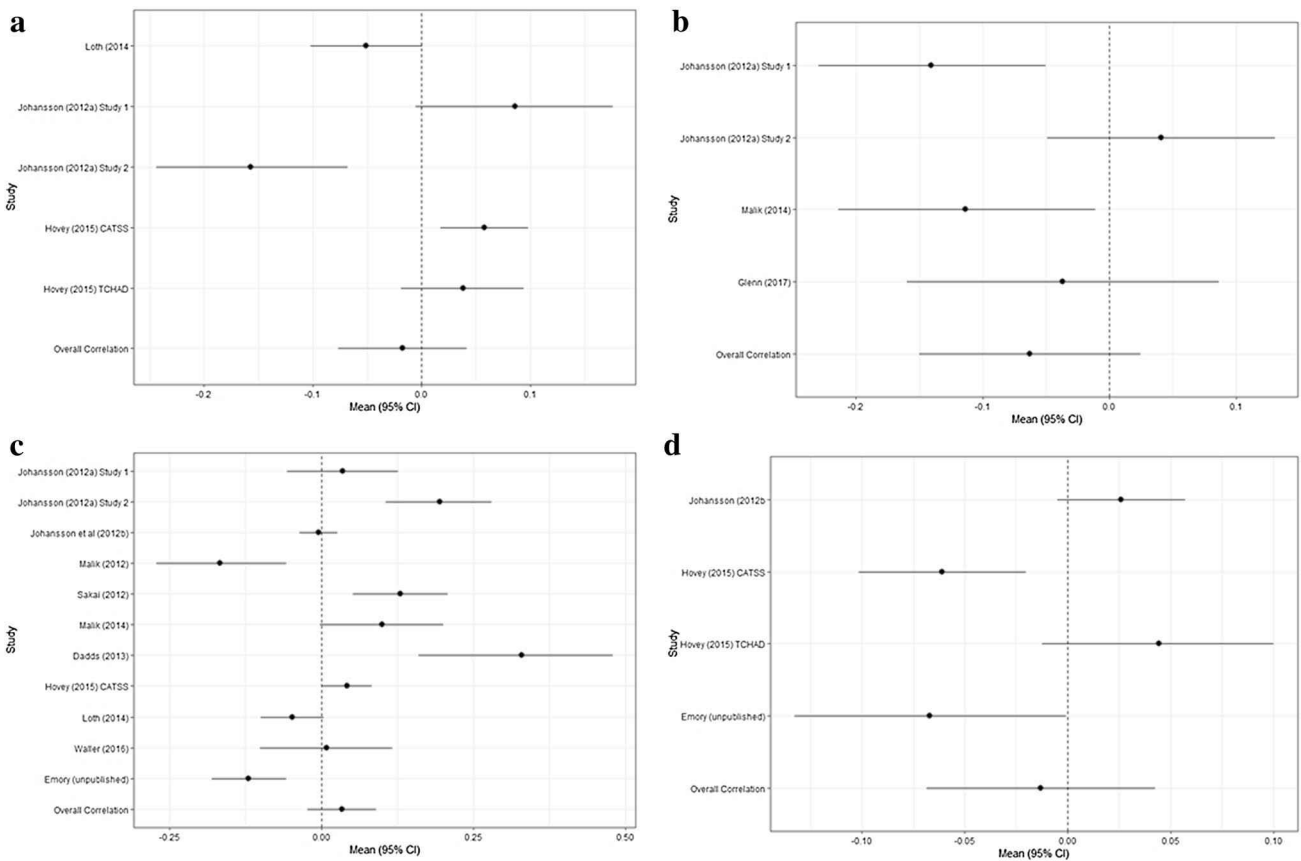 a
Loth (2014
Johansson (2012a) Study 1
Johansson (2012a) Study 2
Study
Hovey (2015) CATSS
Hovey (2015) TCHAD
Overall Correlation
-0.2 -0.1 0.0 0.1
Mean (95% CI)
b
Johansson (2012a) Study 1
Johansson (2012a) Study 2
Study
Malik (2014)
Glenn (2017)
Overall Correlation
-0.2 -0.1 0.0 0.1
Mean (95% CI)
c
Johansson (2012a) Study 1
Johansson (2012a) Study 2
Johansson et al (2012b)
Malik (2012)
Sakai (2012)
Study
Malik (2014)
Dadds (2013)
Hovey (2015) CATSS
Loth (2014)
Waller (2016)
Emory (unpublished)
Overall Correlation
-0.25 0.00 0.25 0.50
Mean (95% CI)
d
Johansson (2012b
Hovey (2015) CATSS
Study
Hovey (2015) TCHAD
Emory (unpublished)
Overall Correlation
-0.10 -0.05 0.00 0.05 0.10
Mean (95% CI)